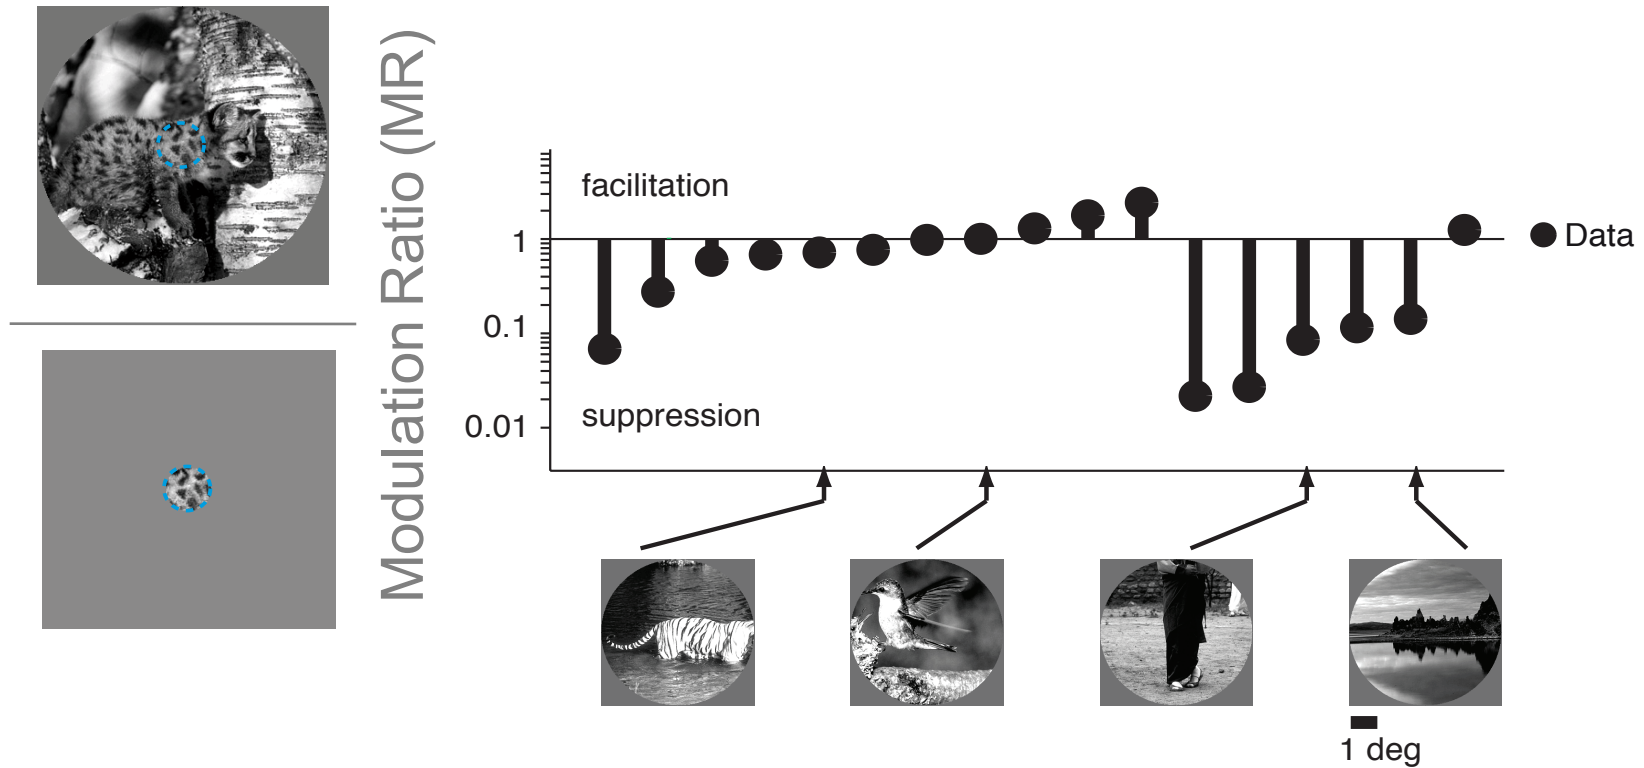 Modulation Ratio (MR)
facilitation
1
0.1
0.01
suppression
Data
1 deg